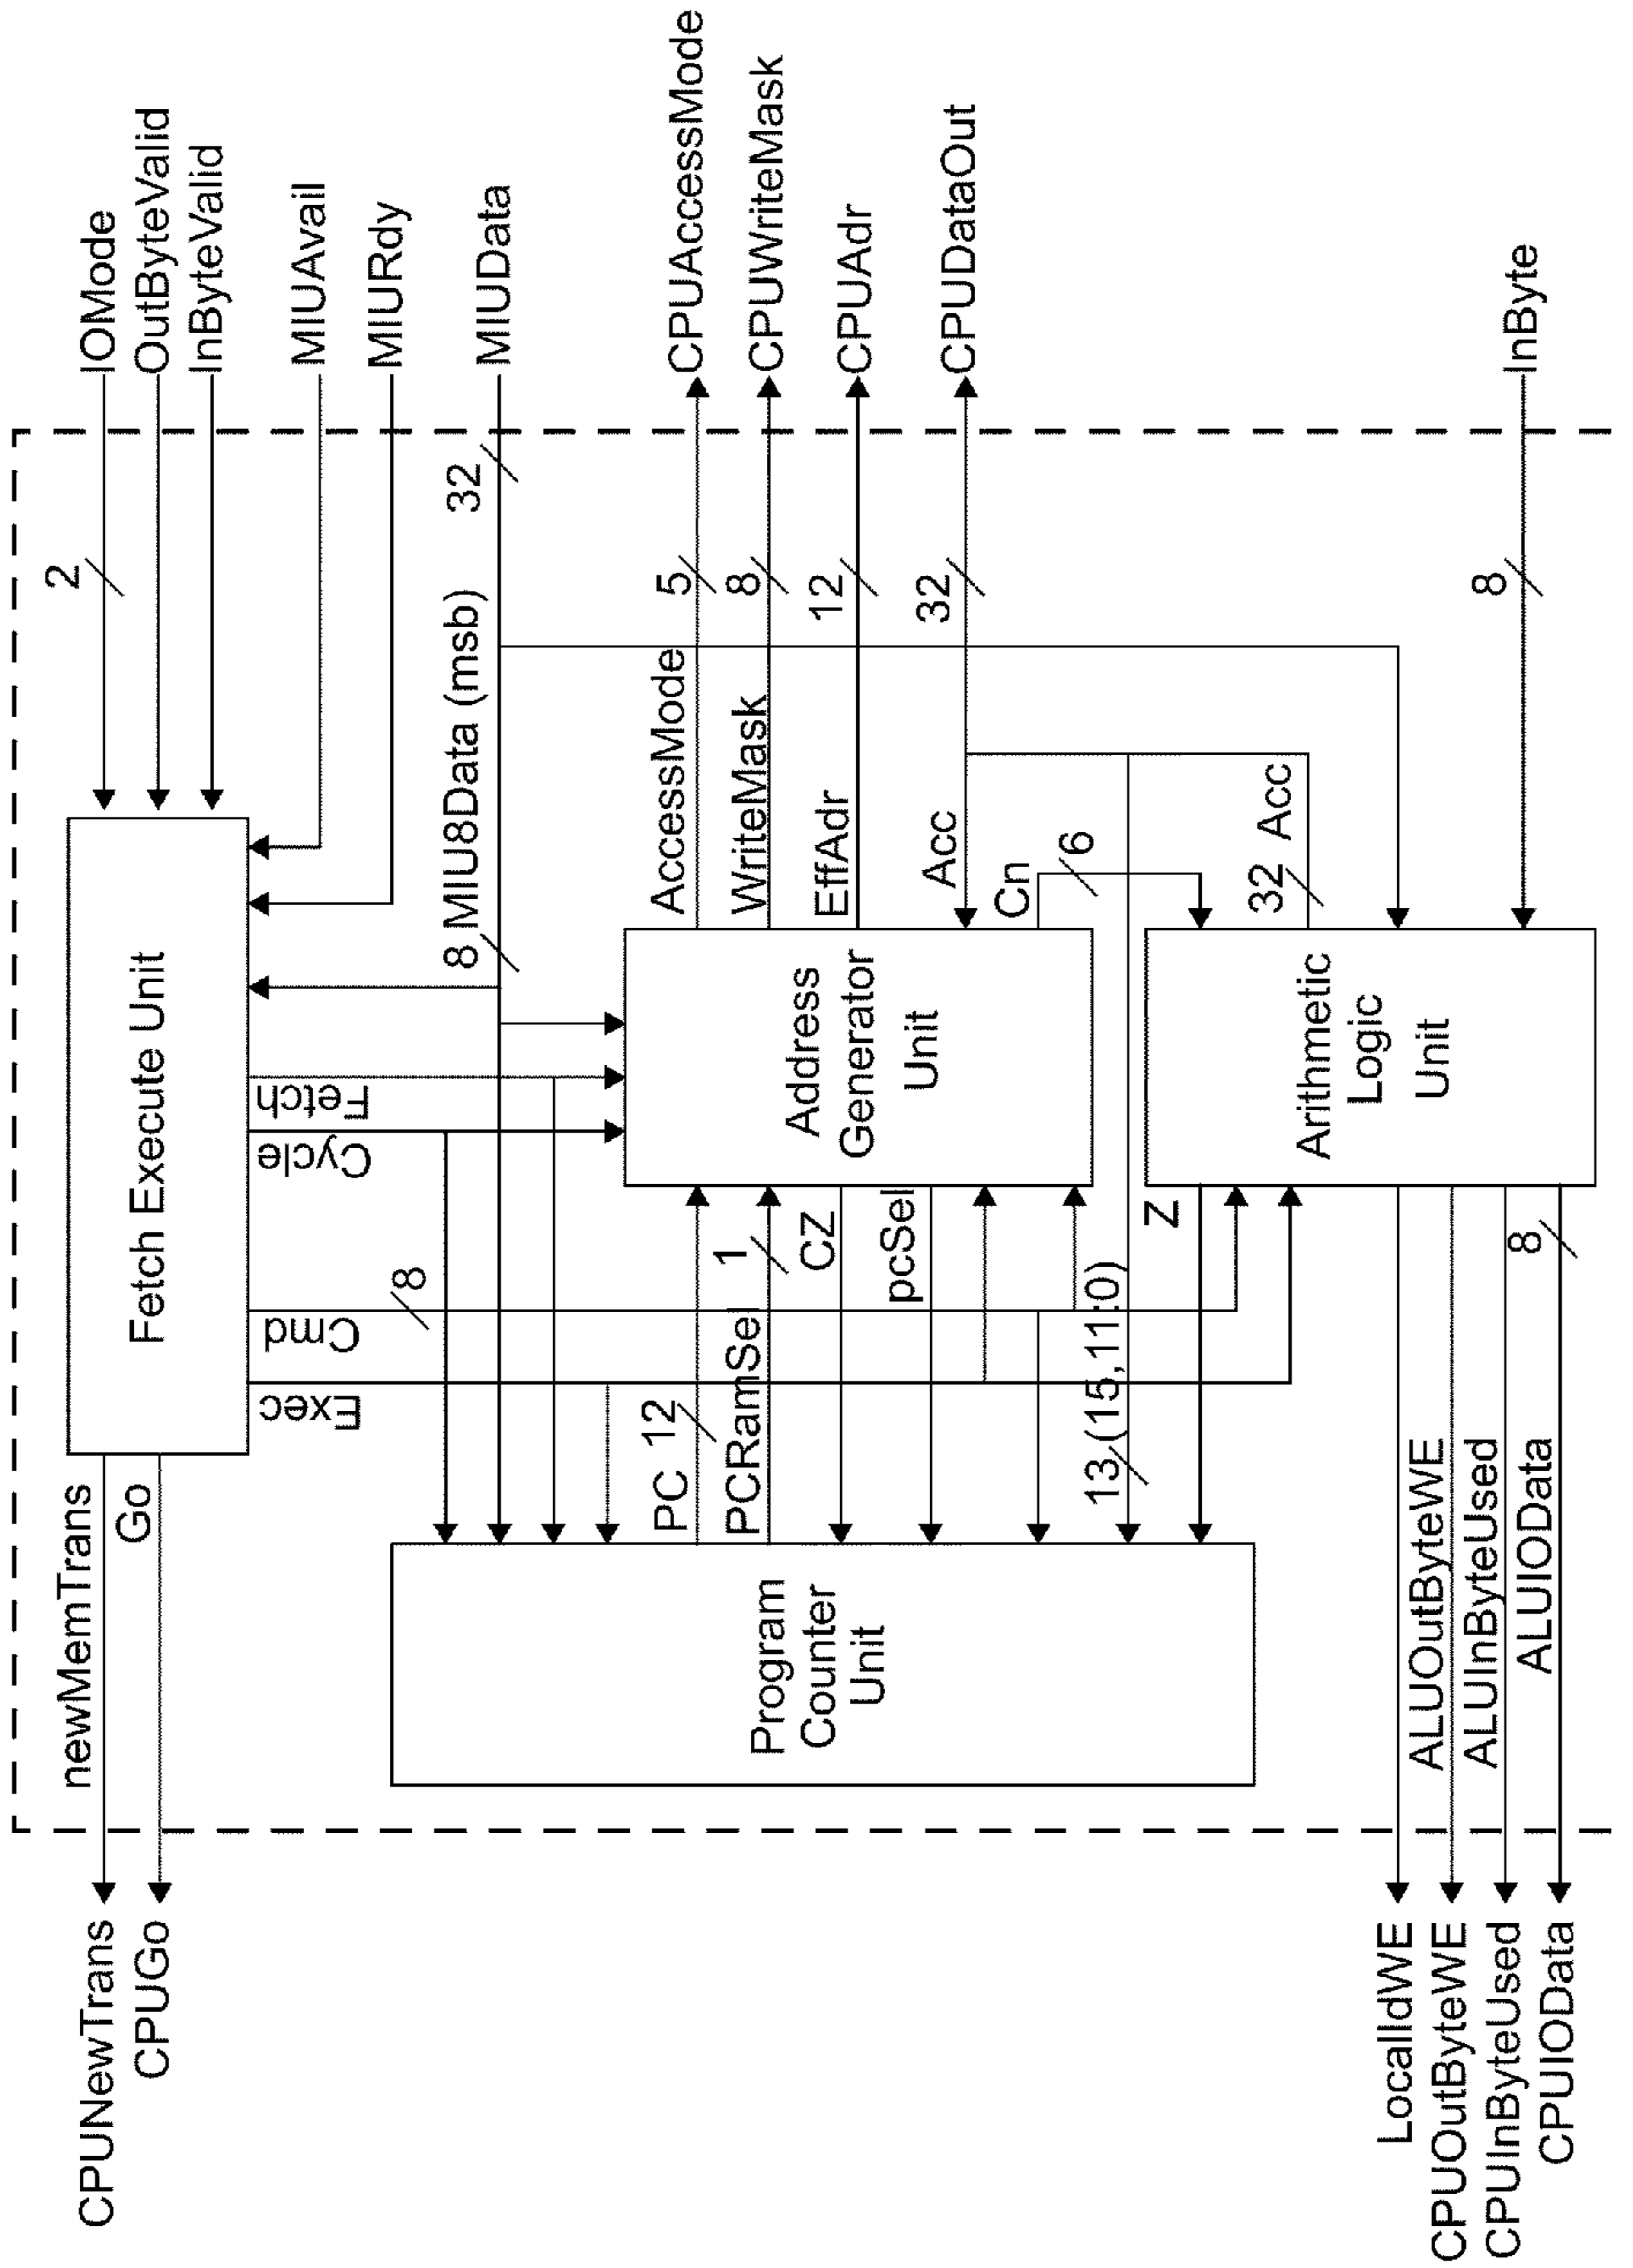 IOMode
OutByteValid
InByteValid
MIUAvail
MIURdy
MIUData
CPUAccessMode
CPUWriteMask
CPUAdr
CPUDataOut
InByte
2
32
8 MIU8Data (msb)
5
8
12
32
8
AccessMode
WriteMask
EffAdr
Acc
Cn
6
32
Acc
Fetch Execute Unit
Fetch
Cycle
Cmd
8
Exec
Address
Generator
Unit
Arithmetic
Logic
Unit
PC 12
PCRamSel
1
CZ
pcSel
13 (15,11:0)
Z
8
Program
Counter
Unit
newMemTrans
Go
ALUOutByteWE
ALUInByteUsed
ALUIOData
CPUNewTrans
CPUGo
LocalIdWE
CPUOutByteWE
CPUInByteUsed
CPUIOData